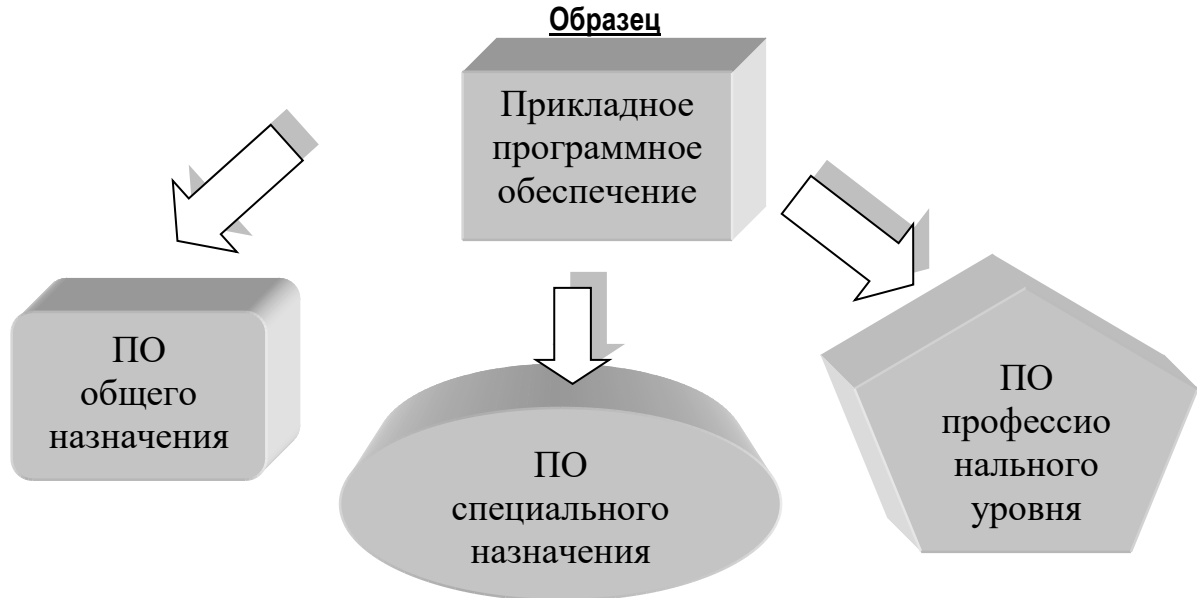 Образец
Прикладное
программное
обеспечение
ПО
общего
назначения
ПО
специального
назначения
ПО
профессио
нального
уровня